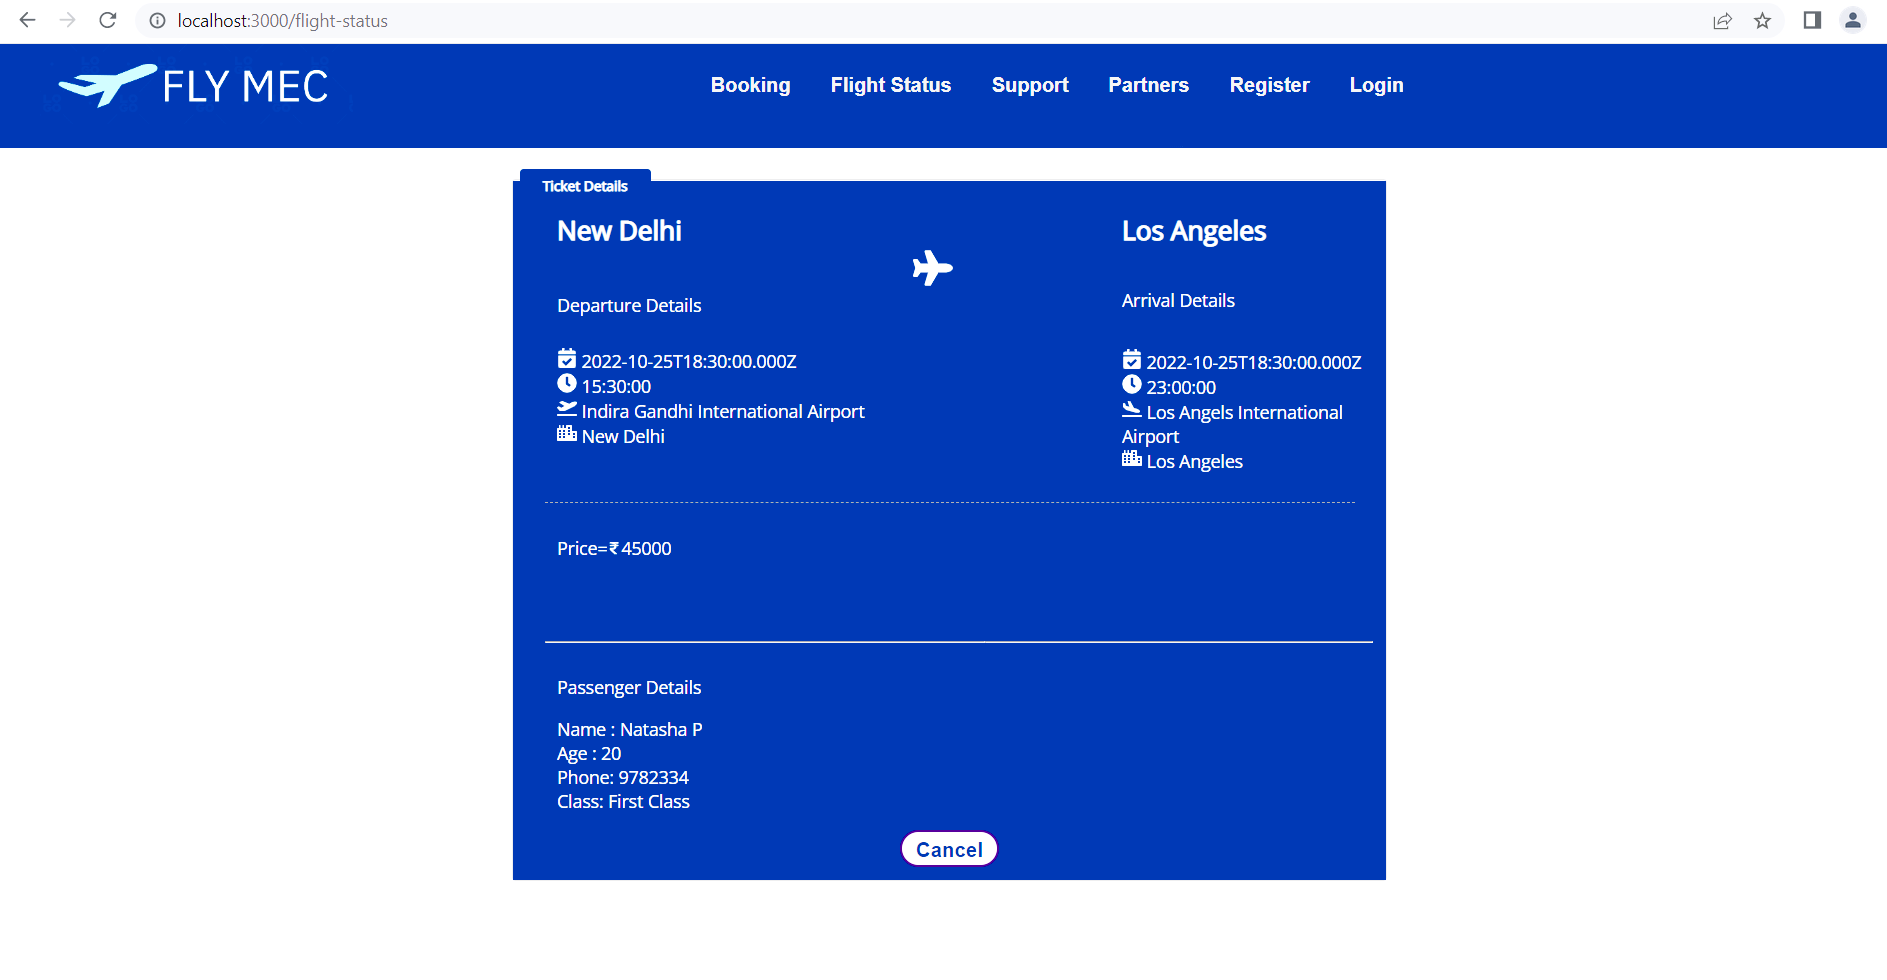 localhost:3000/flight-status
FLY MEC
Booking Flight Status Support Partners Register Login
Ticket Details
New Delhi
Departure Details
2022-10-25T18:30:00.000Z
15:30:00
Indira Gandhi International Airport
New Delhi
Los Angeles
Arrival Details
2022-10-25T18:30:00.000Z
23:00:00
Los Angels International
Airport
Los Angeles
Price=₹45000
Passenger Details
Name : Natasha P
Age : 20
Phone: 9782334
Class: First Class
Cancel